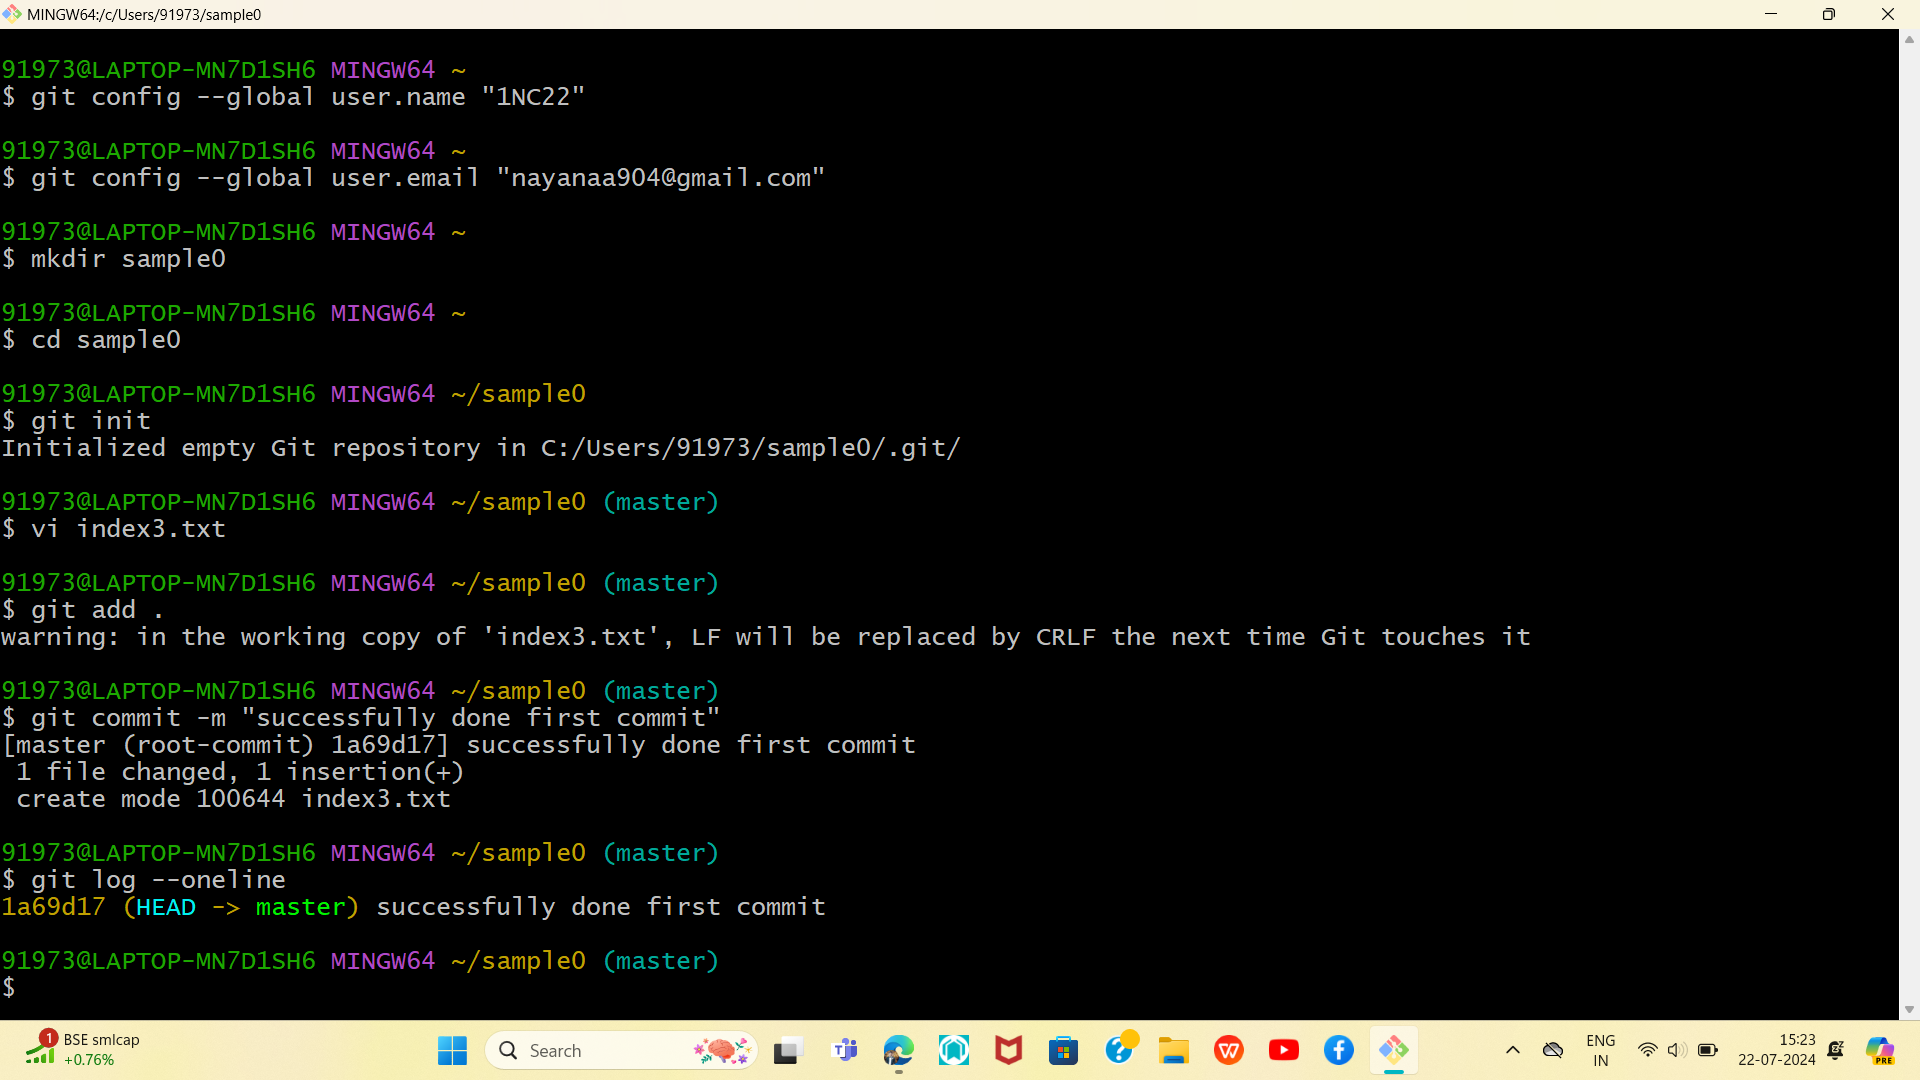 MINGW64:/c/Users/91973/sample0
91973@LAPTOP-MN7D1SH6 MINGW64 ~
$ git config --global user.name "1NC22"
91973@LAPTOP-MN7D1SH6 MINGW64 ~
$ git config --global user.email "nayanaa904@gmail.com"
91973@LAPTOP-MN7D1SH6 MINGW64 ~
$ mkdir sample0
91973@LAPTOP-MN7D1SH6 MINGW64 ~
$ cd sample0
91973@LAPTOP-MN7D1SH6 MINGW64 ~/sample0
$ git init
Initialized empty Git repository in C:/Users/91973/sample0/.git/
91973@LAPTOP-MN7D1SH6 MINGW64 ~/sample0 (master)
$ vi index3.txt
91973@LAPTOP-MN7D1SH6 MINGW64 ~/sample0 (master)
$ git add .
warning: in the working copy of 'index3.txt', LF will be replaced by CRLF the next time Git touches it
91973@LAPTOP-MN7D1SH6 MINGW64 ~/sample0 (master)
$ git commit -m "successfully done first commit"
[master (root-commit) 1a69d17] successfully done first commit
 1 file changed, 1 insertion(+)
 create mode 100644 index3.txt
91973@LAPTOP-MN7D1SH6 MINGW64 ~/sample0 (master)
$ git log --oneline
1a69d17 (HEAD -> master) successfully done first commit
91973@LAPTOP-MN7D1SH6 MINGW64 ~/sample0 (master)
$
1
BSE smlcap
+0.76%
Search
ENG
IN
15:23
22-07-2024
PRE